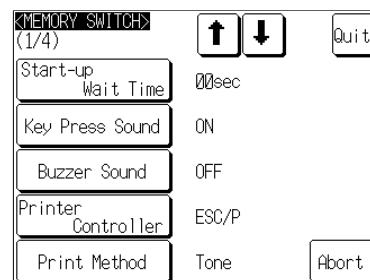 <MEMORY SWITCH>
(1/4)
Quit
Start-up
Wait Time
00sec
Key Press Sound
ON
Buzzer Sound
OFF
Printer
Controller
ESC/P
Print Method
Tone
Abort